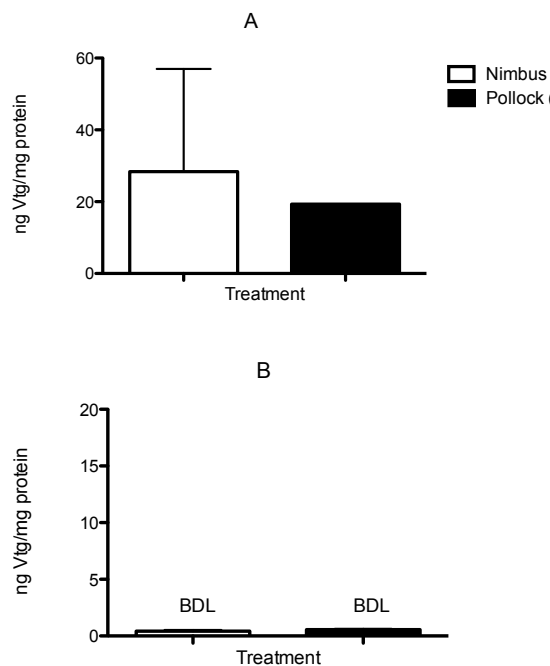 A
60
40
20
0
ng Vtg/mg protein
Treatment
Nimbus
Pollock (
B
20
15
10
5
0
ng Vtg/mg protein
BDL BDL
Treatment